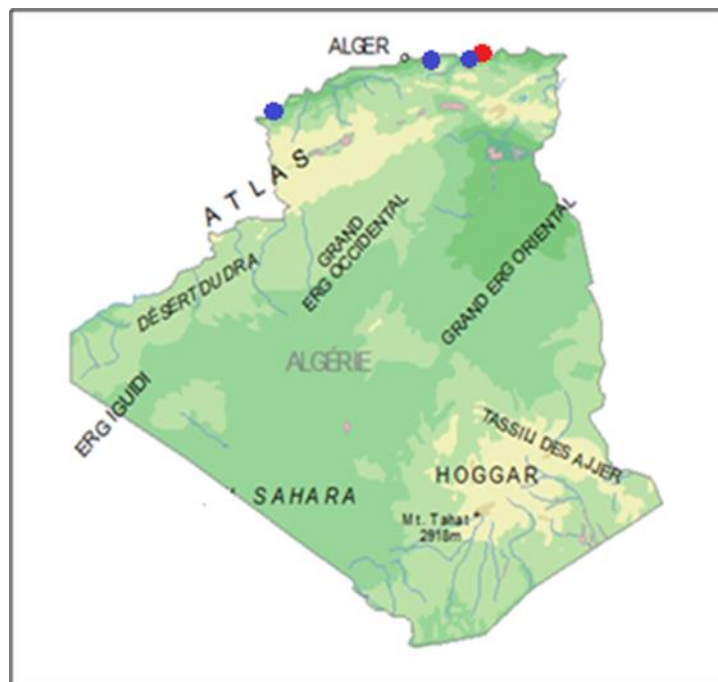 ALGER
ATLAS
GRAND
ERG OCCIDENTAL
DÉSERT DU DRA
GRAND ERG ORIENTAL
ALGÉRIE
ERG IGUIDI
TASSILI DES AJJER
HOGGAR
SAHARA
Mt. Tahat
2918m